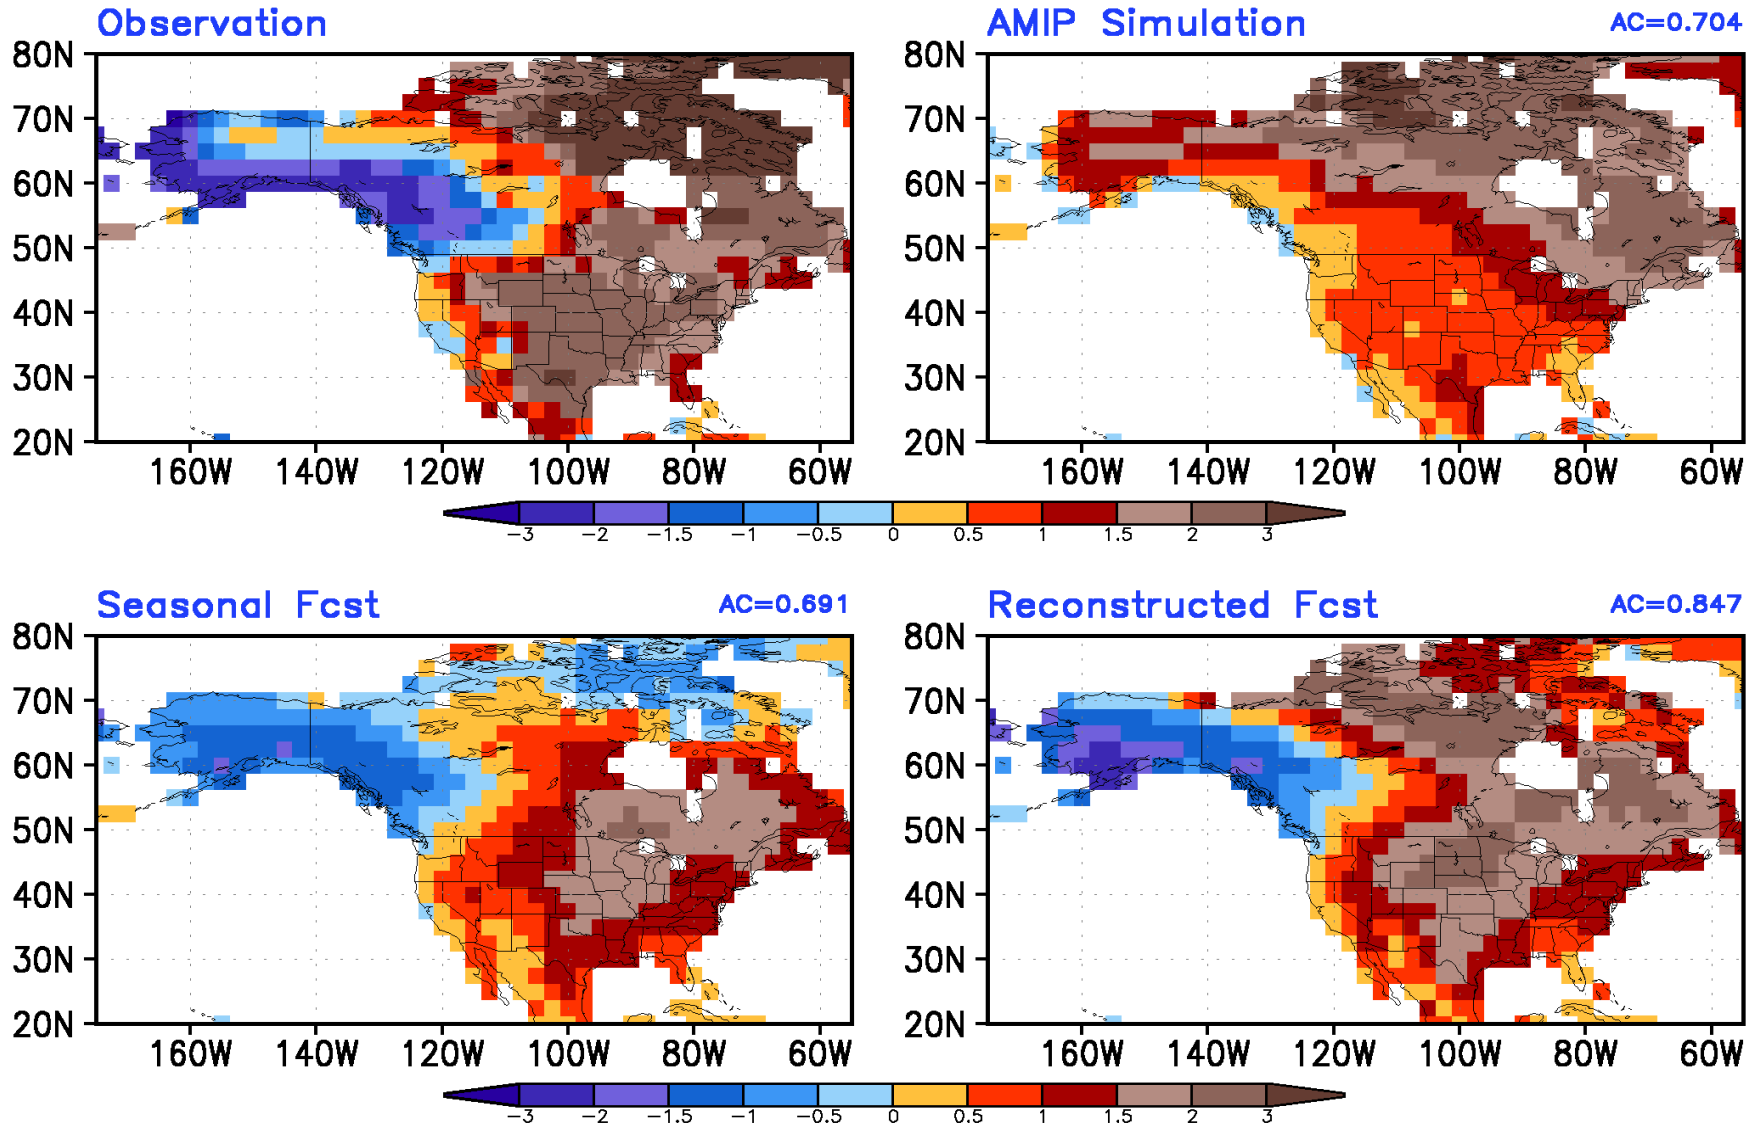 Observation
AMIP Simulation AC=0.704
80N 80N
70N 70N
60N 60N
50N 50N
40N 40N
30N 30N
20N 20N
160W 140W 120W 100W 80W 60W 160W 140W 120W 100W 80W 60W
-3 -2 -1.5 -1 -0.5 0 0.5 1 1.5 2 3
Seasonal Fcst AC=0.691
Reconstructed Fcst AC=0.847
80N 80N
70N 70N
60N 60N
50N 50N
40N 40N
30N 30N
20N 20N
160W 140W 120W 100W 80W 60W 160W 140W 120W 100W 80W 60W
-3 -2 -1.5 -1 -0.5 0 0.5 1 1.5 2 3